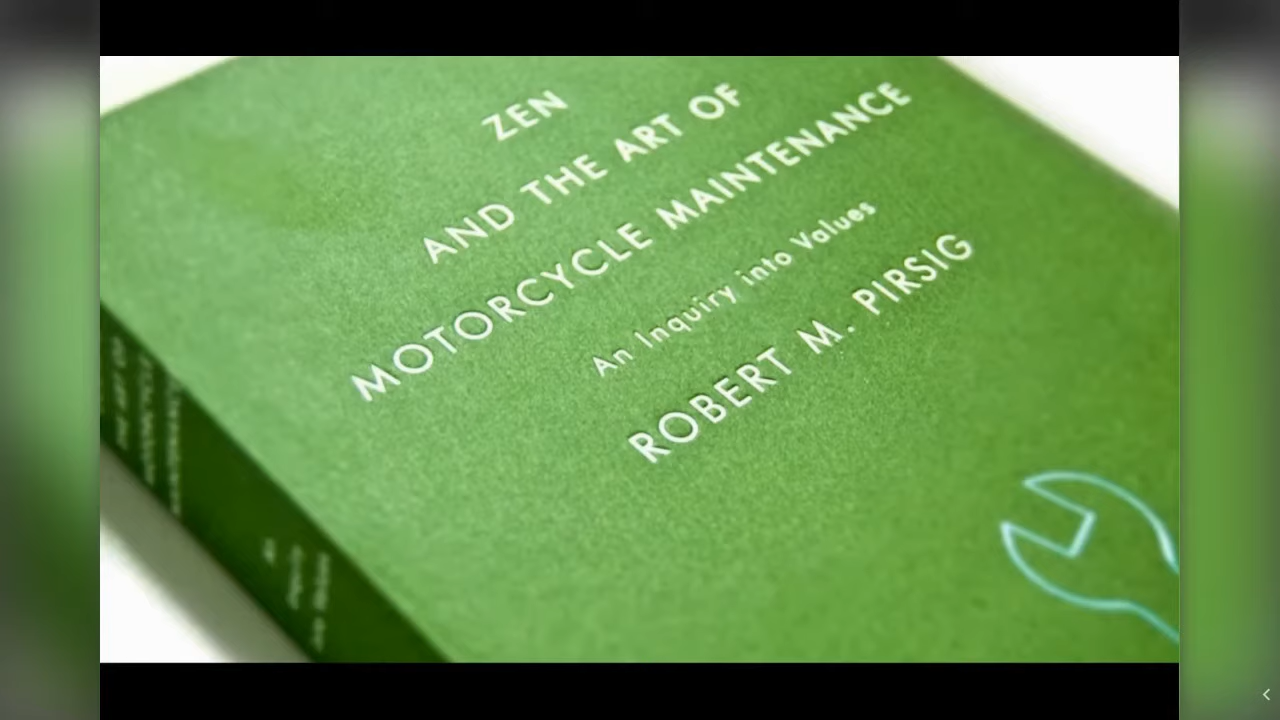 ZEN
AND THE ART OF
MOTORCYCLE MAINTENANCE
An Inquiry into Values
ROBERT M. PIRSIG